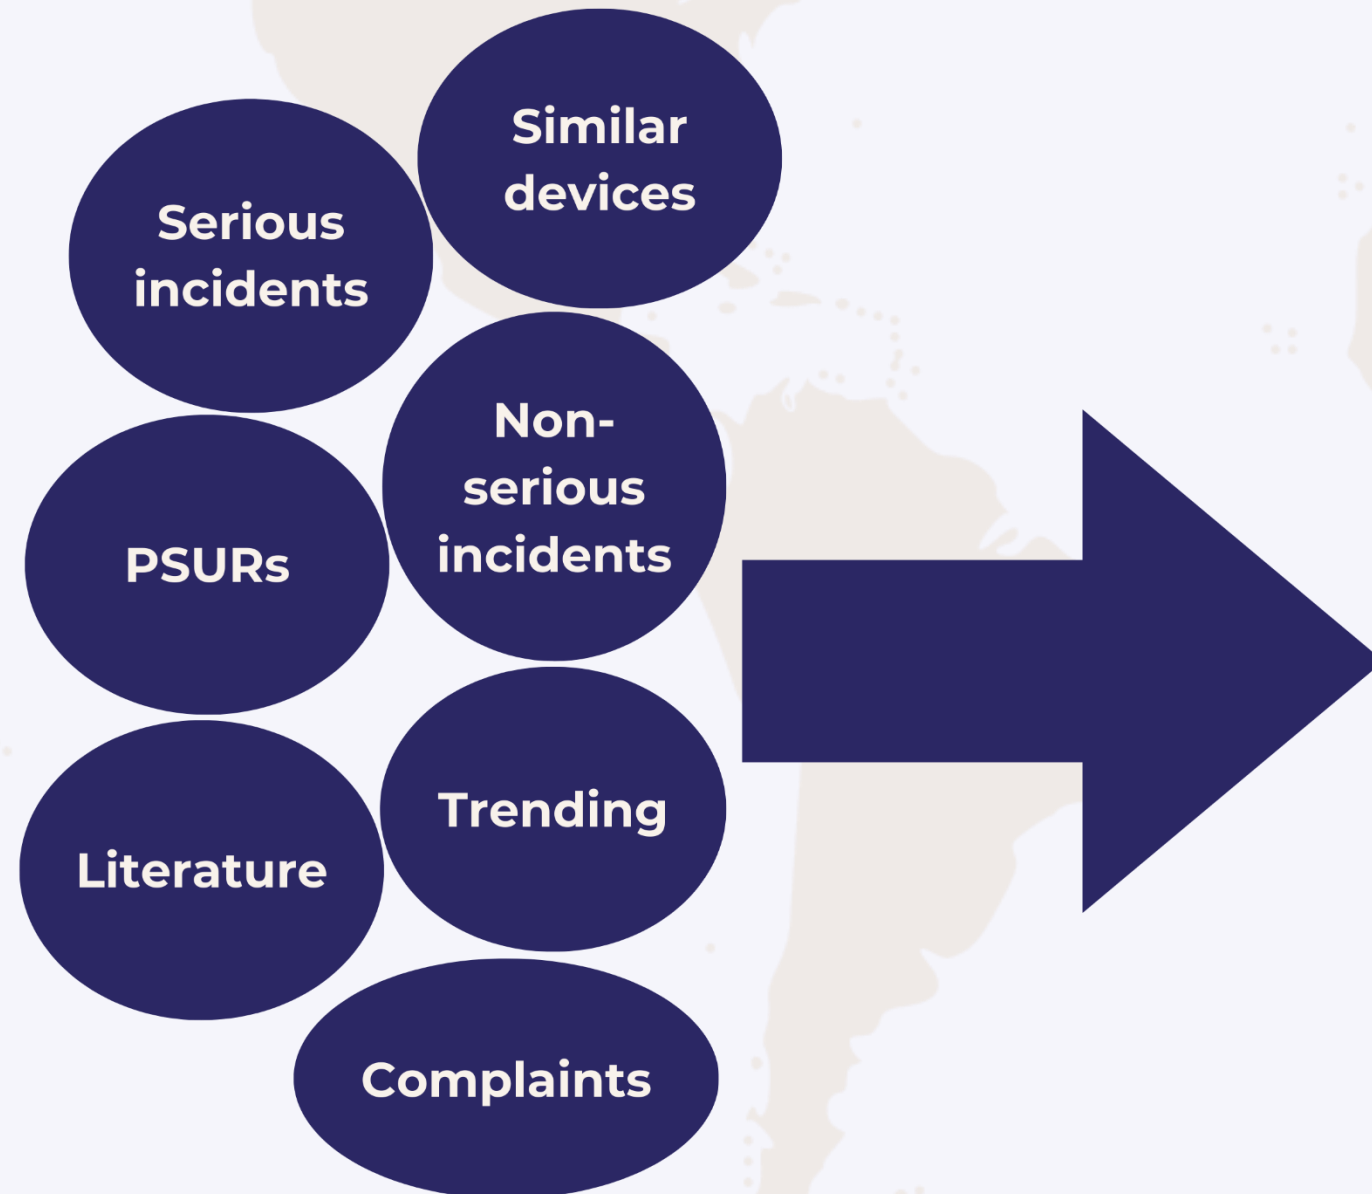 Similar
devices
Serious
incidents
Non-
serious
incidents
PSURs
Trending
Literature
Complaints